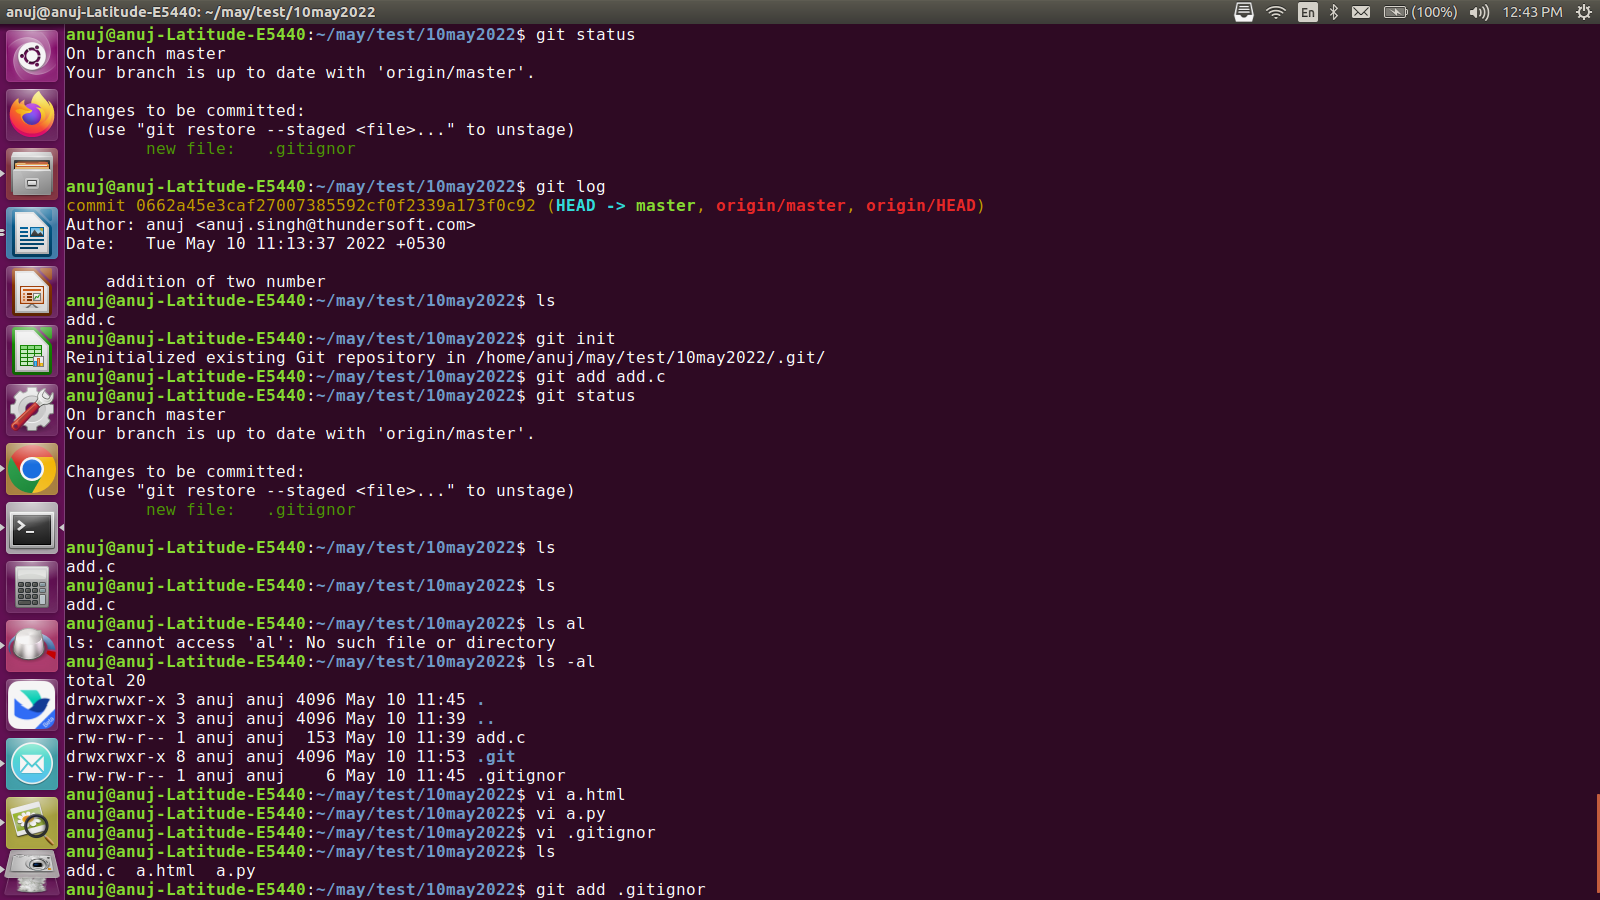 anuj@anuj-Latitude-E5440: ~/may/test/10may2022
En
(100%)
12:43 PM
anuj@anuj-Latitude-E5440:~/may/test/10may2022$ git status
On branch master
Your branch is up to date with 'origin/master'.
Changes to be committed:
  (use "git restore --staged <file>..." to unstage)
        new file:   .gitignor
anuj@anuj-Latitude-E5440:~/may/test/10may2022$ git log
commit 0662a45e3caf27007385592cf0f2339a173f0c92 (HEAD -> master, origin/master, origin/HEAD)
Author: anuj <anuj.singh@thundersoft.com>
Date:   Tue May 10 11:13:37 2022 +0530
    addition of two number
anuj@anuj-Latitude-E5440:~/may/test/10may2022$ ls
add.c
anuj@anuj-Latitude-E5440:~/may/test/10may2022$ git init
Reinitialized existing Git repository in /home/anuj/may/test/10may2022/.git/
anuj@anuj-Latitude-E5440:~/may/test/10may2022$ git add add.c
anuj@anuj-Latitude-E5440:~/may/test/10may2022$ git status
On branch master
Your branch is up to date with 'origin/master'.
Changes to be committed:
  (use "git restore --staged <file>..." to unstage)
        new file:   .gitignor
anuj@anuj-Latitude-E5440:~/may/test/10may2022$ ls
add.c
anuj@anuj-Latitude-E5440:~/may/test/10may2022$ ls
add.c
anuj@anuj-Latitude-E5440:~/may/test/10may2022$ ls al
ls: cannot access 'al': No such file or directory
anuj@anuj-Latitude-E5440:~/may/test/10may2022$ ls -al
total 20
drwxrwxr-x 3 anuj anuj 4096 May 10 11:45 .
drwxrwxr-x 3 anuj anuj 4096 May 10 11:39 ..
-rw-rw-r-- 1 anuj anuj  153 May 10 11:39 add.c
drwxrwxr-x 8 anuj anuj 4096 May 10 11:53 .git
-rw-rw-r-- 1 anuj anuj    6 May 10 11:45 .gitignor
anuj@anuj-Latitude-E5440:~/may/test/10may2022$ vi a.html
anuj@anuj-Latitude-E5440:~/may/test/10may2022$ vi a.py
anuj@anuj-Latitude-E5440:~/may/test/10may2022$ vi .gitignor
anuj@anuj-Latitude-E5440:~/may/test/10may2022$ ls
add.c  a.html  a.py
anuj@anuj-Latitude-E5440:~/may/test/10may2022$ git add .gitignor